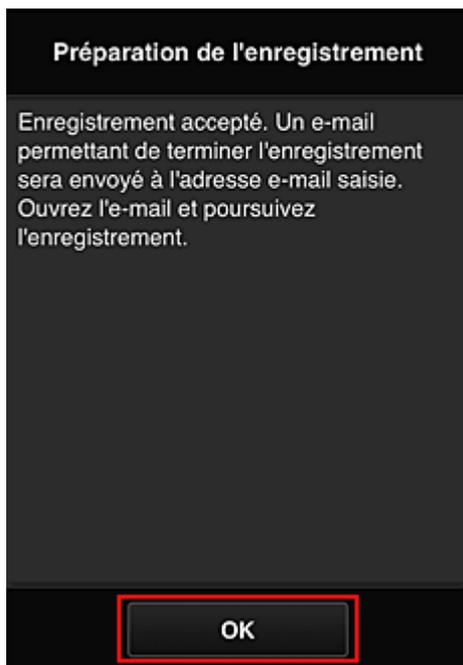 Préparation de l'enregistrement
Enregistrement accepté. Un e-mail
permettant de terminer l'enregistrement
sera envoyé à l'adresse e-mail saisie.
Ouvrez l'e-mail et poursuivez
l'enregistrement.
OK